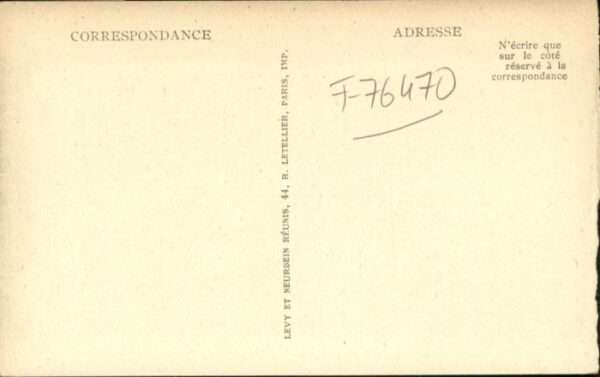 CORRESPONDANCE
ADRESSE
N'écrire que
sur le côté
réservé à la
correspondance
F-76470
LEVY ET NEURDEIN RÉUNIS, 44, R. LETELLIER, PARIS, IMP.